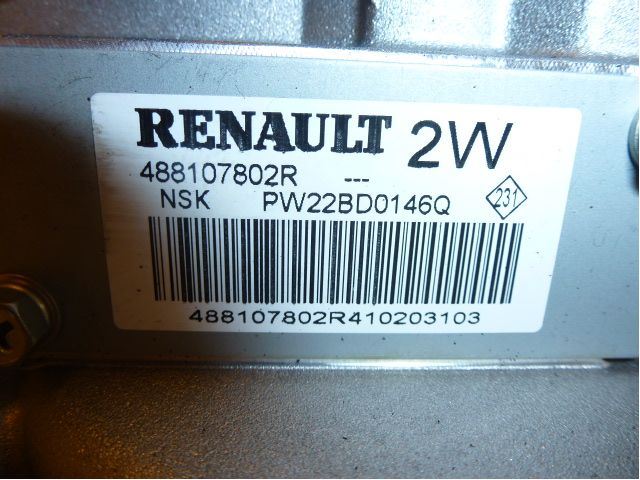 RENAULT 2W
488107802R ---
NSK PW22BD0146Q 231
488107802R410203103